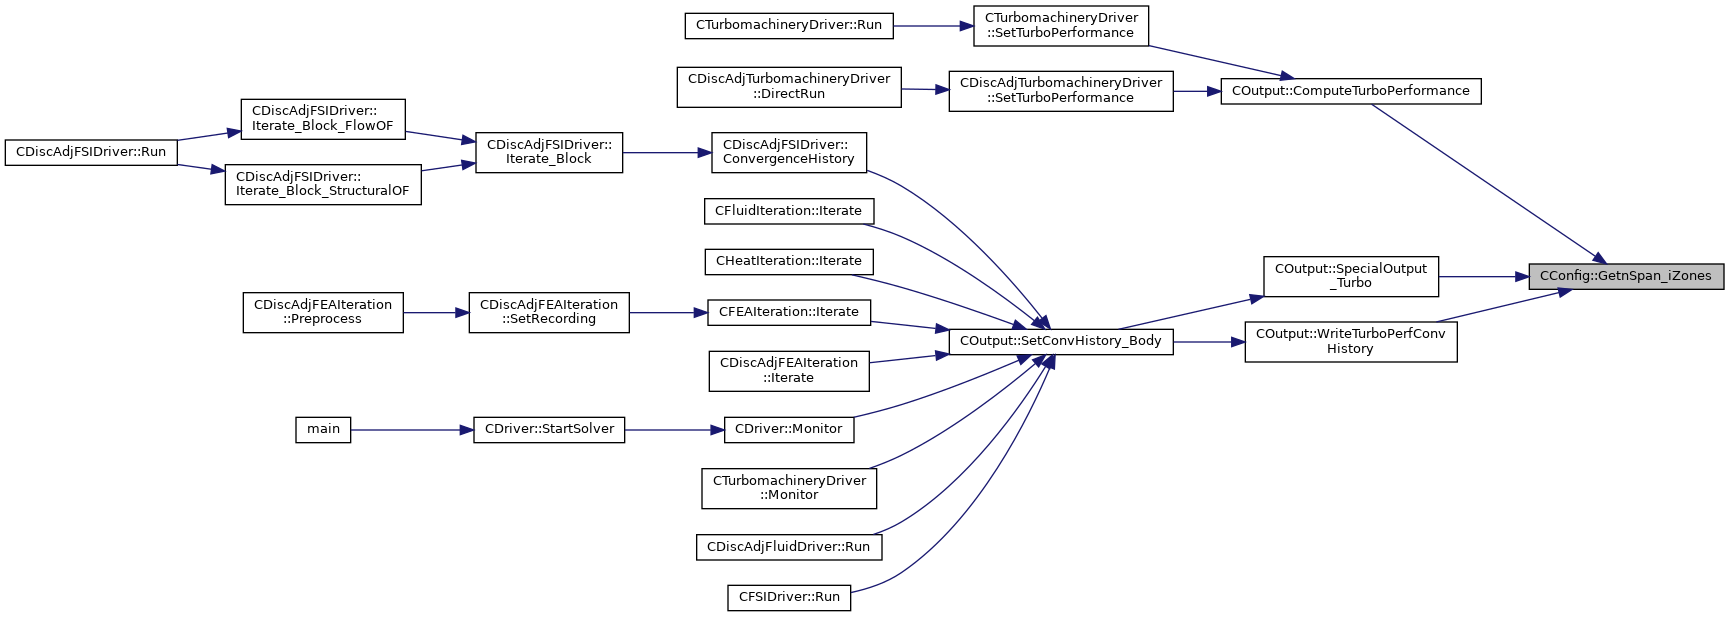 CTurbomachineryDriver::Run
CTurbomachineryDriver
::SetTurboPerformance
CDiscAdjTurbomachineryDriver
::DirectRun
CDiscAdjTurbomachineryDriver
::SetTurboPerformance
COutput::ComputeTurboPerformance
CDiscAdjFSIDriver::Run
CDiscAdjFSIDriver::
Iterate_Block_FlowOF
CDiscAdjFSIDriver::
Iterate_Block_StructuralOF
CDiscAdjFSIDriver::
Iterate_Block
CDiscAdjFSIDriver::
ConvergenceHistory
CFluidIteration::Iterate
CHeatIteration::Iterate
CDiscAdjFEAIteration
::Preprocess
CDiscAdjFEAIteration
::SetRecording
CFEAIteration::Iterate
CDiscAdjFEAIteration
::Iterate
COutput::SetConvHistory_Body
COutput::SpecialOutput
_Turbo
COutput::WriteTurboPerfConv
History
CConfig::GetnSpan_iZones
main
CDriver::StartSolver
CDriver::Monitor
CTurbomachineryDriver
::Monitor
CDiscAdjFluidDriver::Run
CFSIDriver::Run